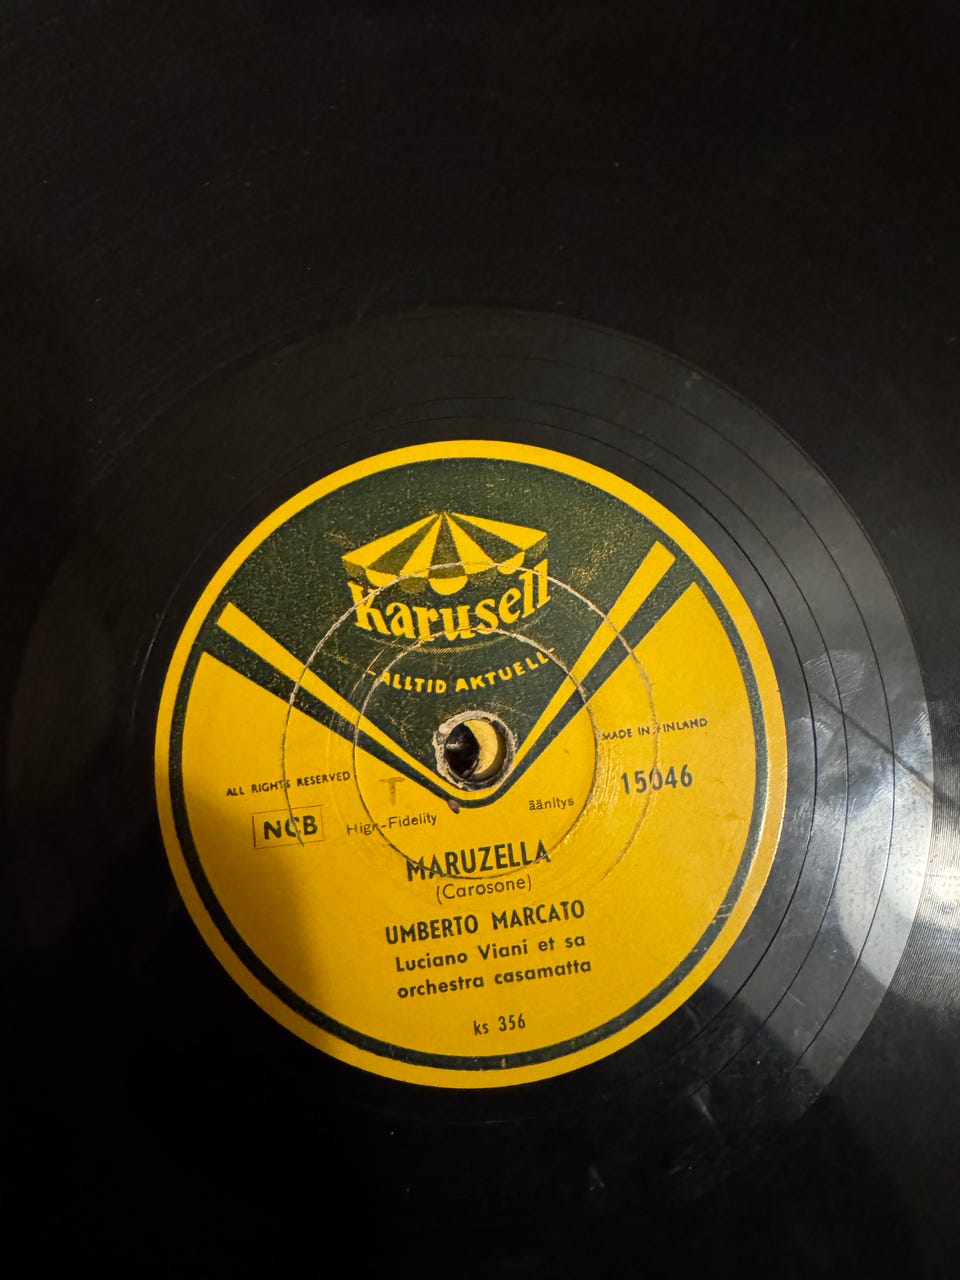 Karusell
-ALLTID AKTUELL-
MADE IN FINLAND
15046
ALL RIGHTS RESERVED
T
NCB
High-Fidelity
äänitys
MARUZELLA
(Carosone)
UMBERTO MARCATO
Luciano Viani et sa
orchestra casamatta
ks 356